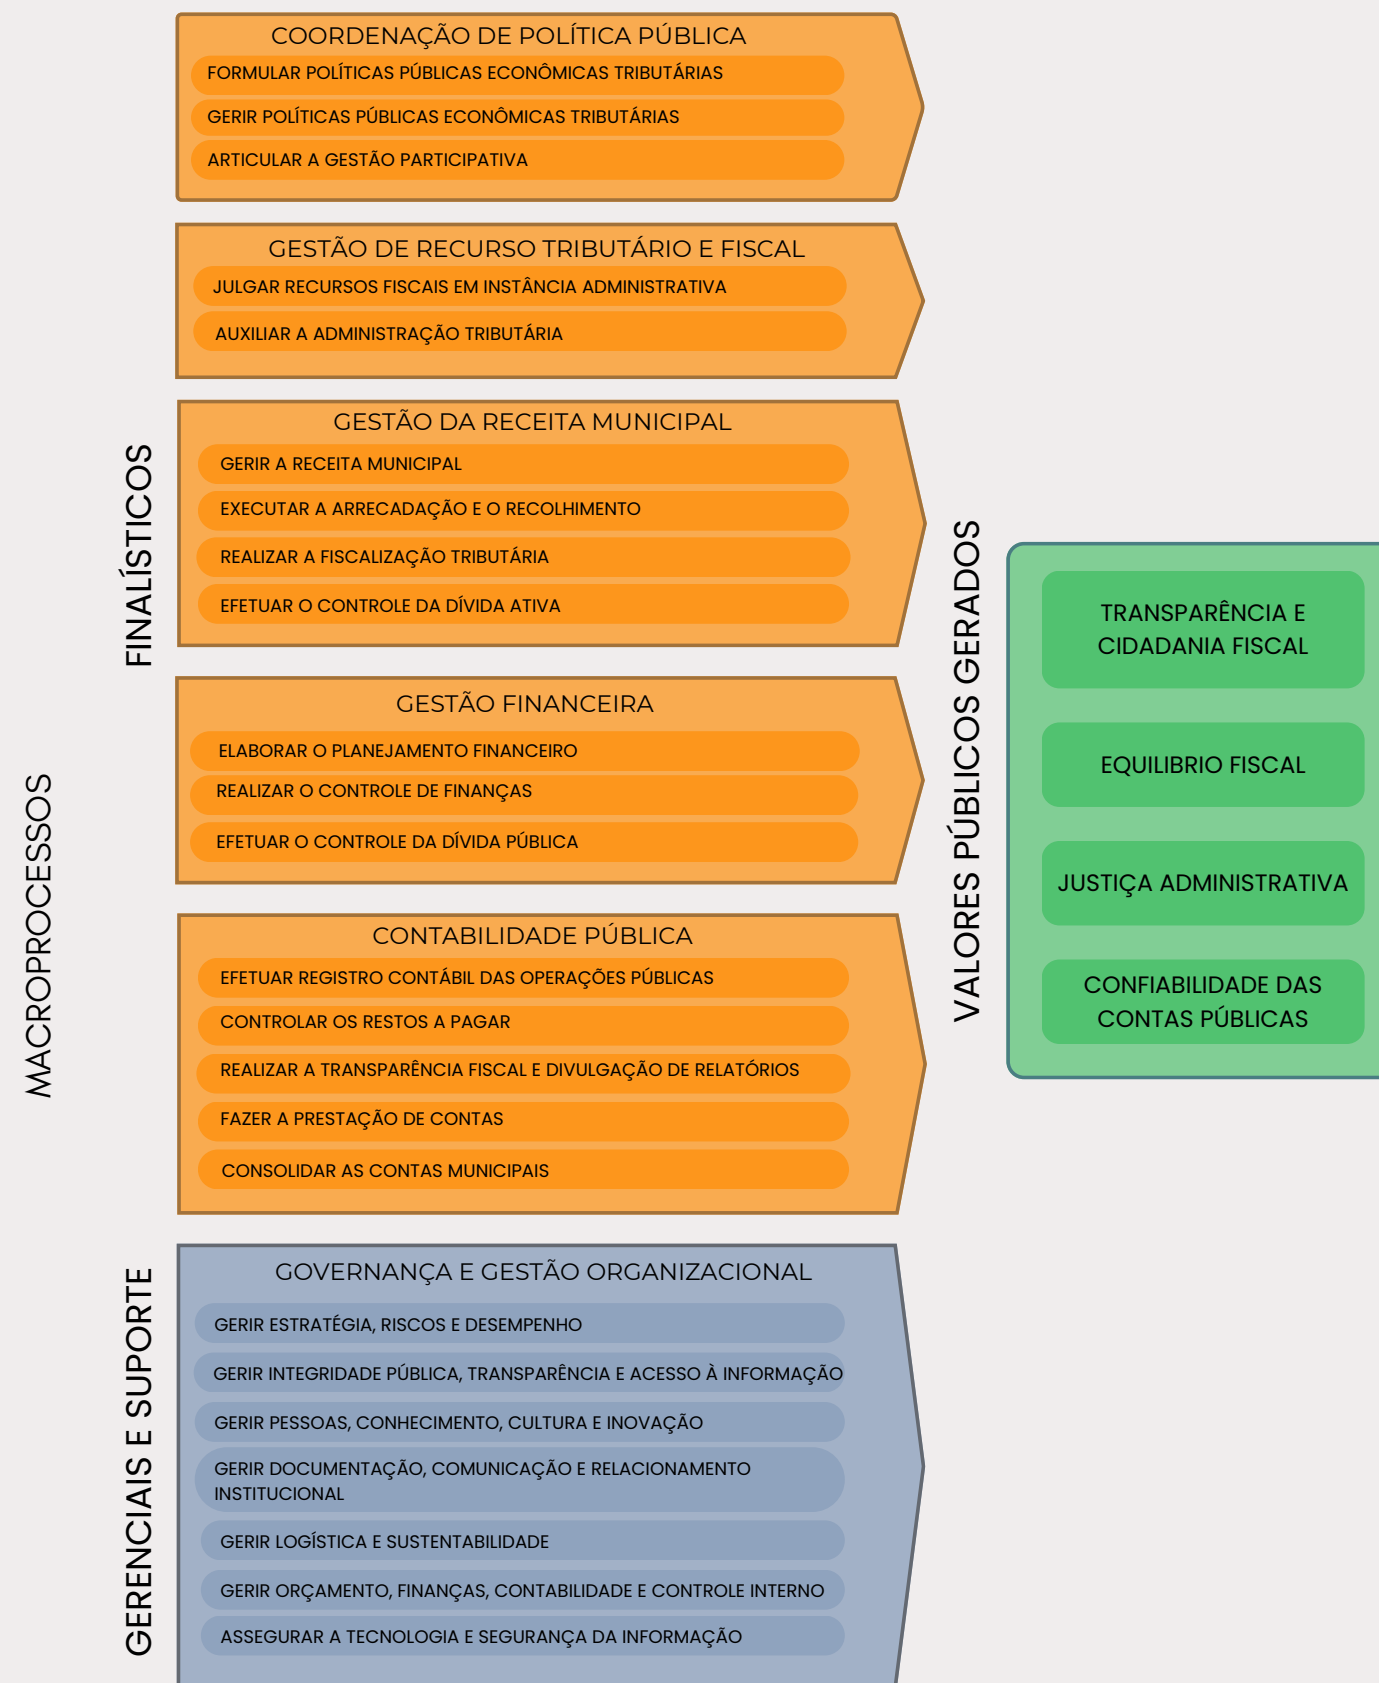 MACROPROCESSOS
FINALÍSTICOS
COORDENAÇÃO DE POLÍTICA PÚBLICA
FORMULAR POLÍTICAS PÚBLICAS ECONÔMICAS TRIBUTÁRIAS
GERIR POLÍTICAS PÚBLICAS ECONÔMICAS TRIBUTÁRIAS
ARTICULAR A GESTÃO PARTICIPATIVA
GESTÃO DE RECURSO TRIBUTÁRIO E FISCAL
JULGAR RECURSOS FISCAIS EM INSTÂNCIA ADMINISTRATIVA
AUXILIAR A ADMINISTRAÇÃO TRIBUTÁRIA
GESTÃO DA RECEITA MUNICIPAL
GERIR A RECEITA MUNICIPAL
EXECUTAR A ARRECADAÇÃO E O RECOLHIMENTO
REALIZAR A FISCALIZAÇÃO TRIBUTÁRIA
EFETUAR O CONTROLE DA DÍVIDA ATIVA
GESTÃO FINANCEIRA
ELABORAR O PLANEJAMENTO FINANCEIRO
REALIZAR O CONTROLE DE FINANÇAS
EFETUAR O CONTROLE DA DÍVIDA PÚBLICA
CONTABILIDADE PÚBLICA
EFETUAR REGISTRO CONTÁBIL DAS OPERAÇÕES PÚBLICAS
CONTROLAR OS RESTOS A PAGAR
REALIZAR A TRANSPARÊNCIA FISCAL E DIVULGAÇÃO DE RELATÓRIOS
FAZER A PRESTAÇÃO DE CONTAS
CONSOLIDAR AS CONTAS MUNICIPAIS
GERENCIAIS E SUPORTE
GOVERNANÇA E GESTÃO ORGANIZACIONAL
GERIR ESTRATÉGIA, RISCOS E DESEMPENHO
GERIR INTEGRIDADE PÚBLICA, TRANSPARÊNCIA E ACESSO À INFORMAÇÃO
GERIR PESSOAS, CONHECIMENTO, CULTURA E INOVAÇÃO
GERIR DOCUMENTAÇÃO, COMUNICAÇÃO E RELACIONAMENTO
INSTITUCIONAL
GERIR LOGÍSTICA E SUSTENTABILIDADE
GERIR ORÇAMENTO, FINANÇAS, CONTABILIDADE E CONTROLE INTERNO
ASSEGURAR A TECNOLOGIA E SEGURANÇA DA INFORMAÇÃO
VALORES PÚBLICOS GERADOS
TRANSPARÊNCIA E
CIDADANIA FISCAL
EQUILIBRIO FISCAL
JUSTIÇA ADMINISTRATIVA
CONFIABILIDADE DAS
CONTAS PÚBLICAS